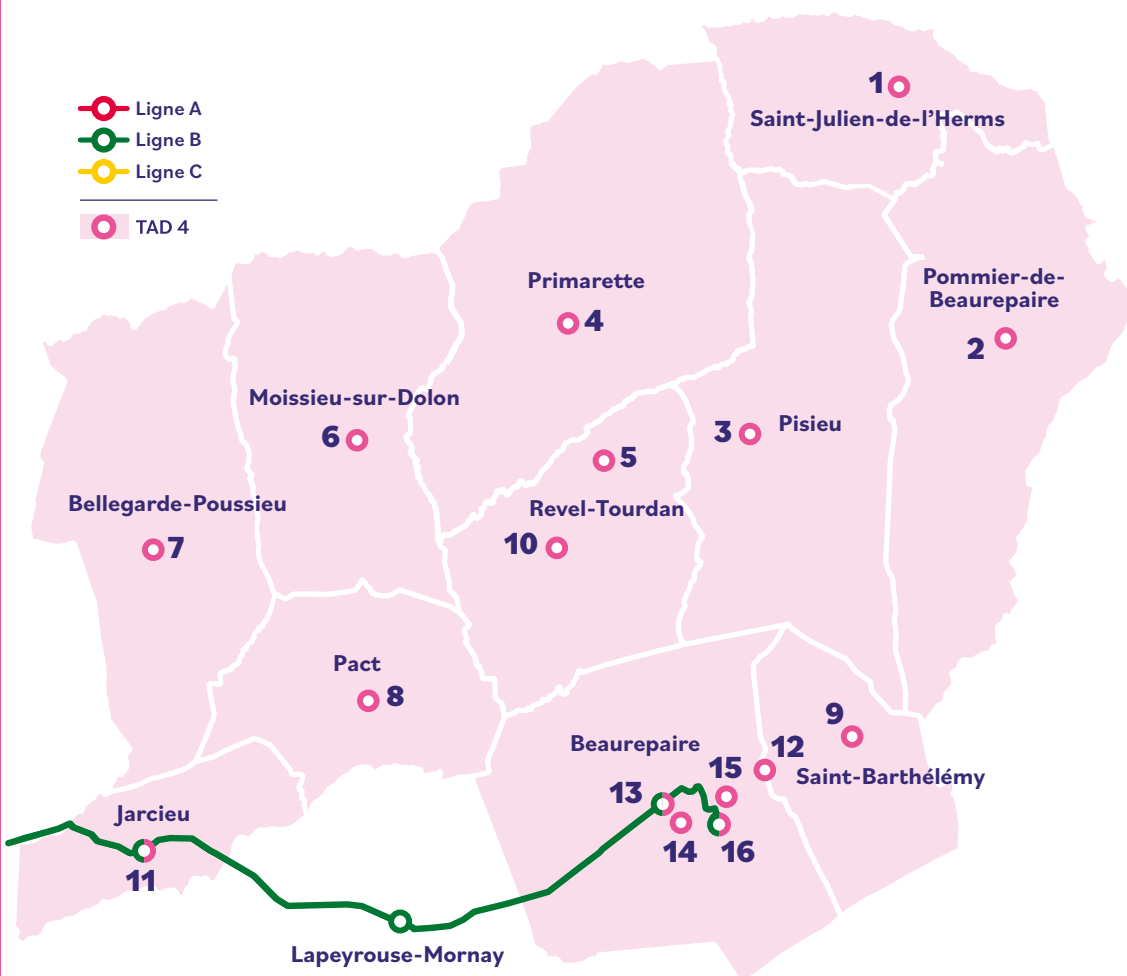 Ligne A
Ligne B
Ligne C
TAD 4
1
Saint-Julien-de-l'Herms
Pommier-de-
Beaurepaire
2
Primarette
4
Moissieu-sur-Dolon
6
3
Pisieu
5
Revel-Tourdan
10
Bellegarde-Poussieu
7
Pact
8
9
Beaurepaire
12
15
Saint-Barthélémy
13
14
16
Jarcieu
11
Lapeyrouse-Mornay